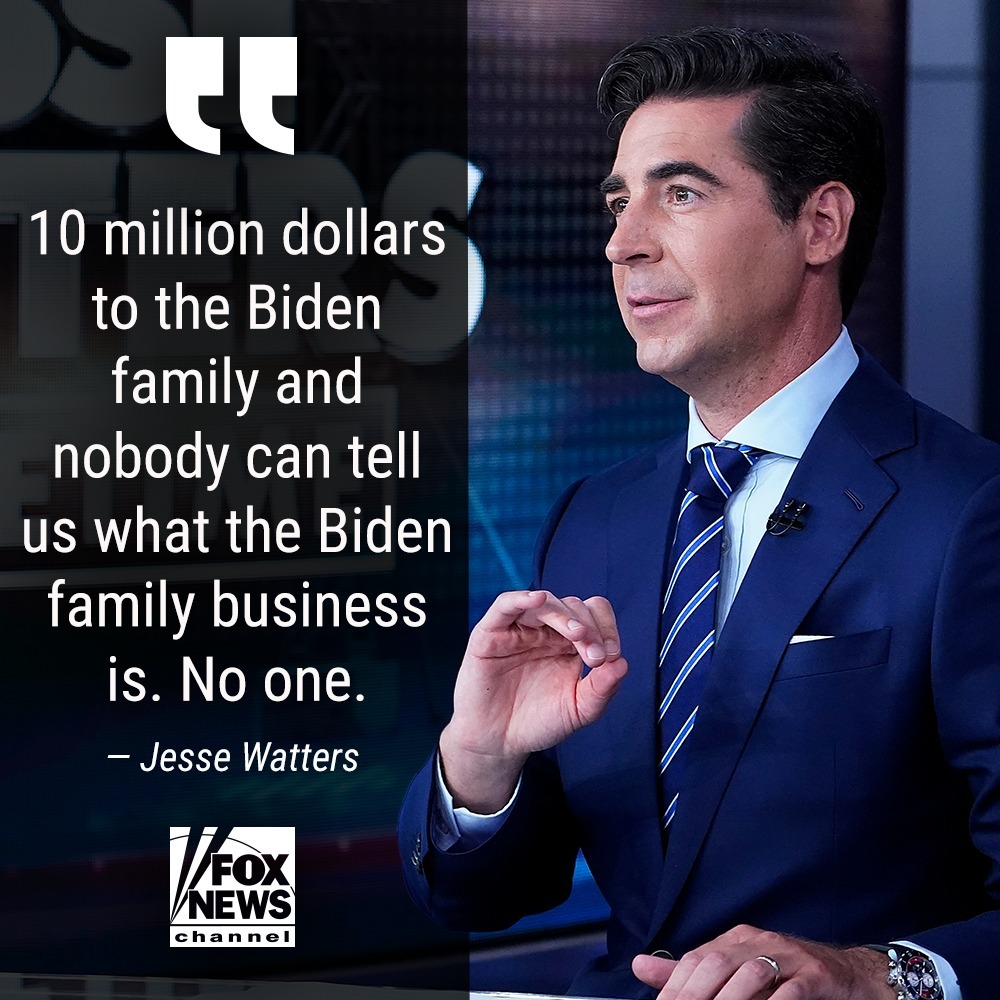 10 million dollars
to the Biden
family and
nobody can tell
us what the Biden
family business
is. No one.
– Jesse Watters
FOX
NEWS
channel